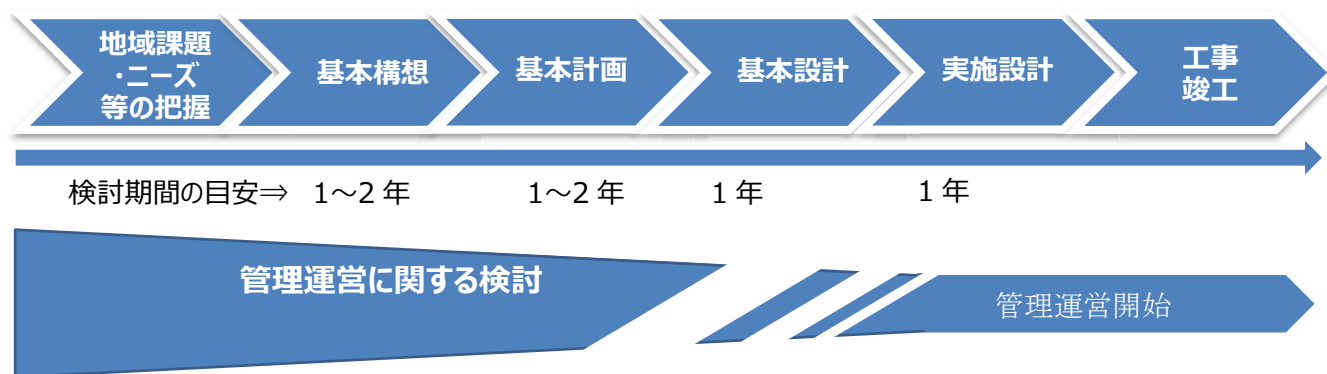 地域課題
・ニーズ
等の把握
基本構想
基本計画
基本設計
実施設計
工事
竣工
検討期間の目安⇒ 1～2 年 1～2 年 1 年 1 年
管理運営に関する検討
管理運営開始